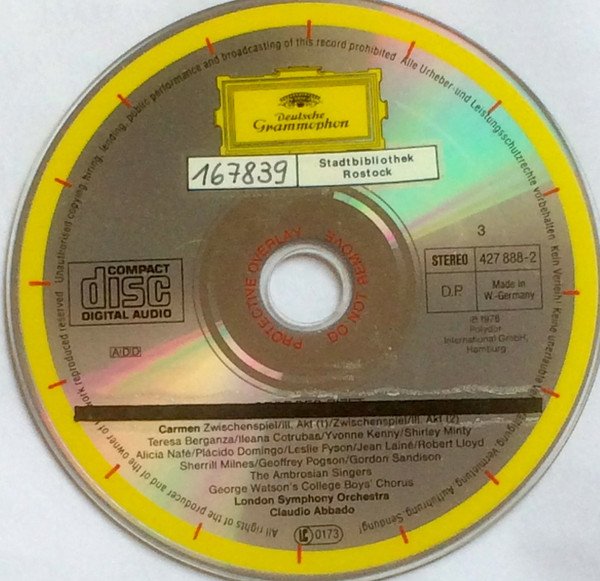 Unauthorised copying, hiring, lending, public performance and broadcasting of this record prohibited Alle Urheber- und Leistungsschutzrechte vorbehalten Kein Verleih! Keine unerlaubte
Deutsche
Grammophon
167839
Stadtbibliothek
Rostock
3
PROTECTIVE OVERLAY
DO NOT REMOVE
COMPACT
disc
DIGITAL AUDIO
STEREO 427 888-2
D.P. Made in
W.-Germany
ADD
℗ 1978
Polydor
International GmbH,
Hamburg
Carmen Zwischenspiel/III. Akt (1)/Zwischenspiel/III. Akt (2)
Teresa Berganza/Ileana Cotrubas/Yvonne Kenny/Shirley Minty
Alicia Nafé/Plácido Domingo/Leslie Fyson/Jean Lainé/Robert Lloyd
Sherrill Milnes/Geoffrey Pogson/Gordon Sandison
The Ambrosian Singers
George Watson's College Boys' Chorus
London Symphony Orchestra
Claudio Abbado
LC 0173
Vermietung, Aufführung, Sendung!
All rights of the producer and of the owner of work reproduced reserved